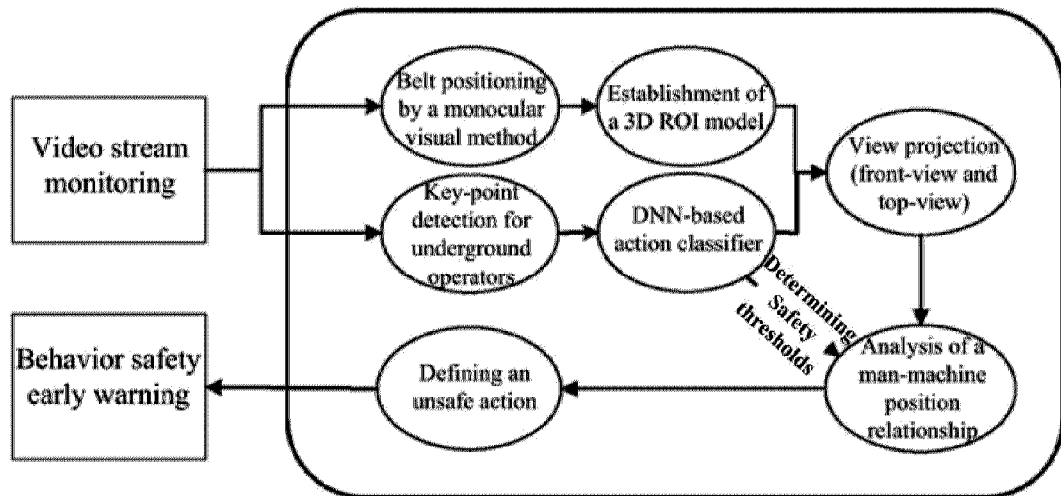 Video stream
monitoring
Belt positioning
by a monocular
visual method
Establishment of
a 3D ROI model
Key-point
detection for
underground
operators
DNN-based
action classifier
View projection
(front-view and
top-view)
Determining
Safety
thresholds
Analysis of a
man-machine
position
relationship
Defining an
unsafe action
Behavior safety
early warning